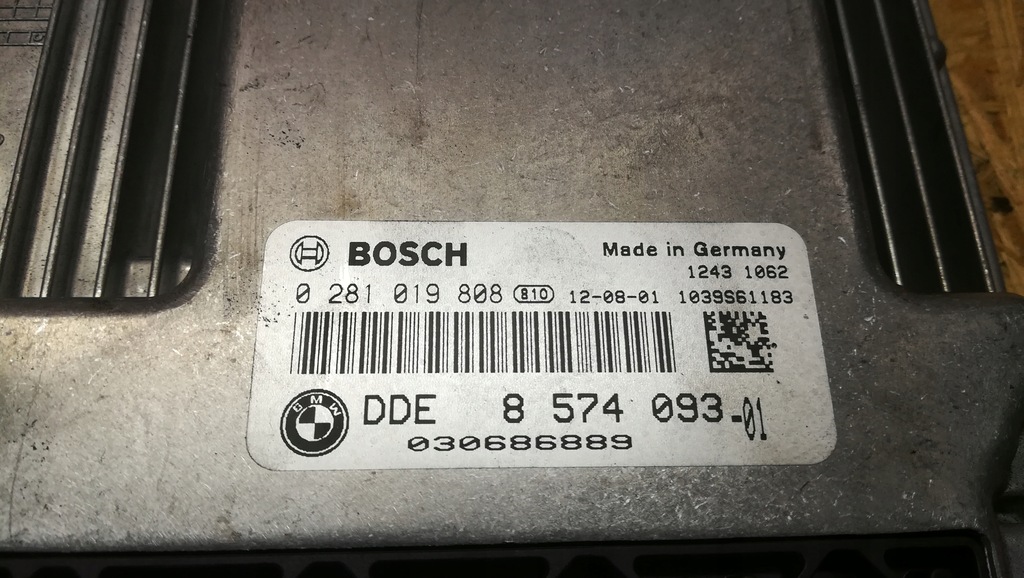 BOSCH Made in Germany
1243 1062
0 281 019 808 810 12-08-01 1039S61183
BMW DDE 8 574 093-01
030686889